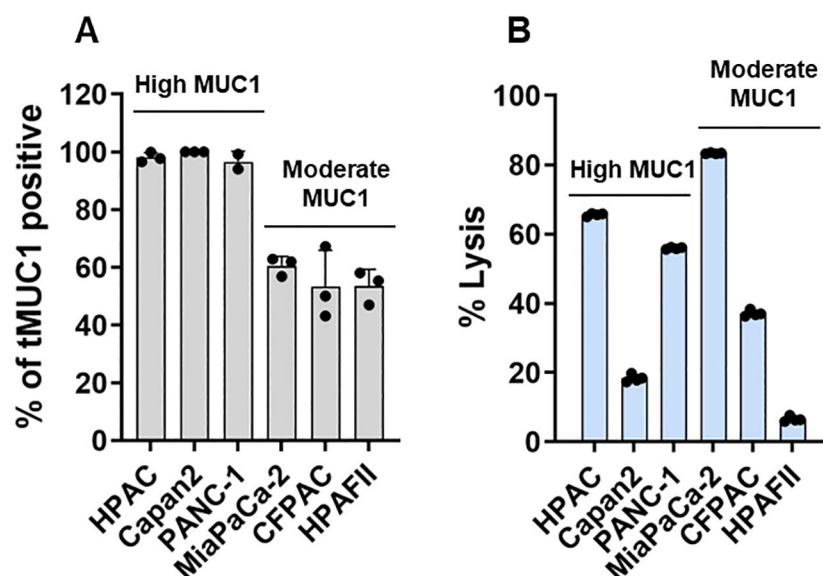 A
High MUC1
Moderate
MUC1
% of tMUC1 positive
120
100
80
60
40
20
0
HPAC
Capan2
PANC-1
MiaPaCa-2
CFPAC
HPAFII
B
Moderate
MUC1
High MUC1
% Lysis
100
80
60
40
20
0
HPAC
Capan2
PANC-1
MiaPaCa-2
CFPAC
HPAFII